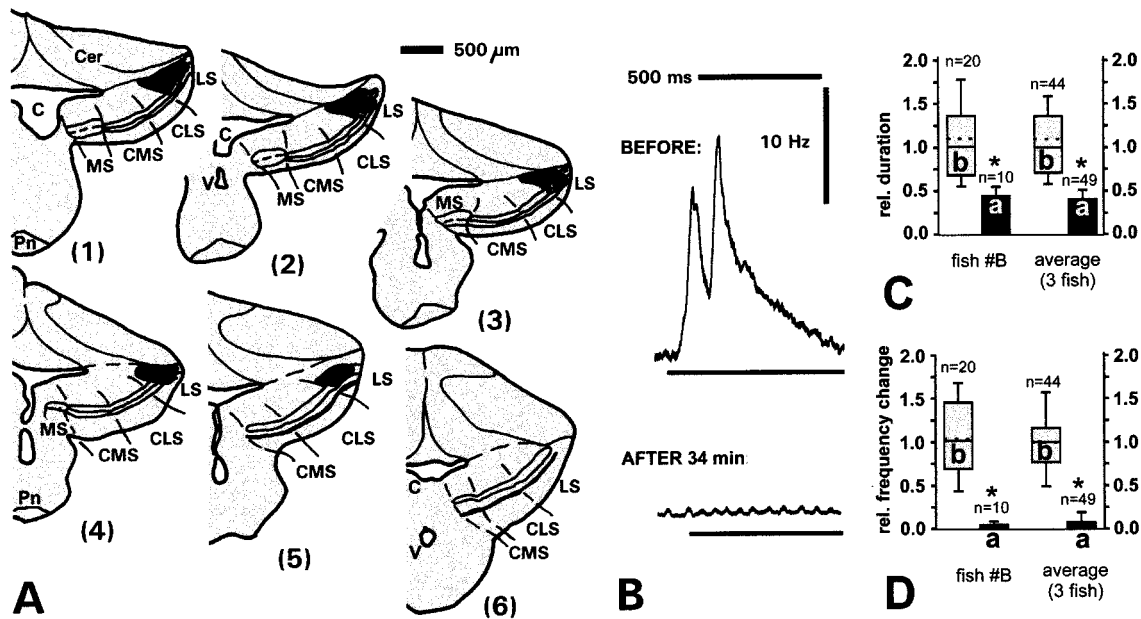 500 µm
Cer
LS
C
CLS
CMS
MS
Pn
(1)
LS
C
CLS
CMS
MS
V
(2)
LS
MS
CLS
CMS
(3)
LS
MS
CLS
CMS
Pn
(4)
LS
CLS
CMS
(5)
LS
C
CLS
CMS
V
(6)
A
500 ms
BEFORE:
10 Hz
AFTER 34 min:
B
rel. duration
2.0
1.5
1.0
0.5
0.0
n=20
b
*
n=10
a
n=44
b
*
n=49
a
2.0
1.5
1.0
0.5
0.0
fish #B
average
(3 fish)
C
rel. frequency change
2.0
1.5
1.0
0.5
0.0
n=20
b
*
n=10
a
n=44
b
*
n=49
a
2.0
1.5
1.0
0.5
0.0
fish #B
average
(3 fish)
D